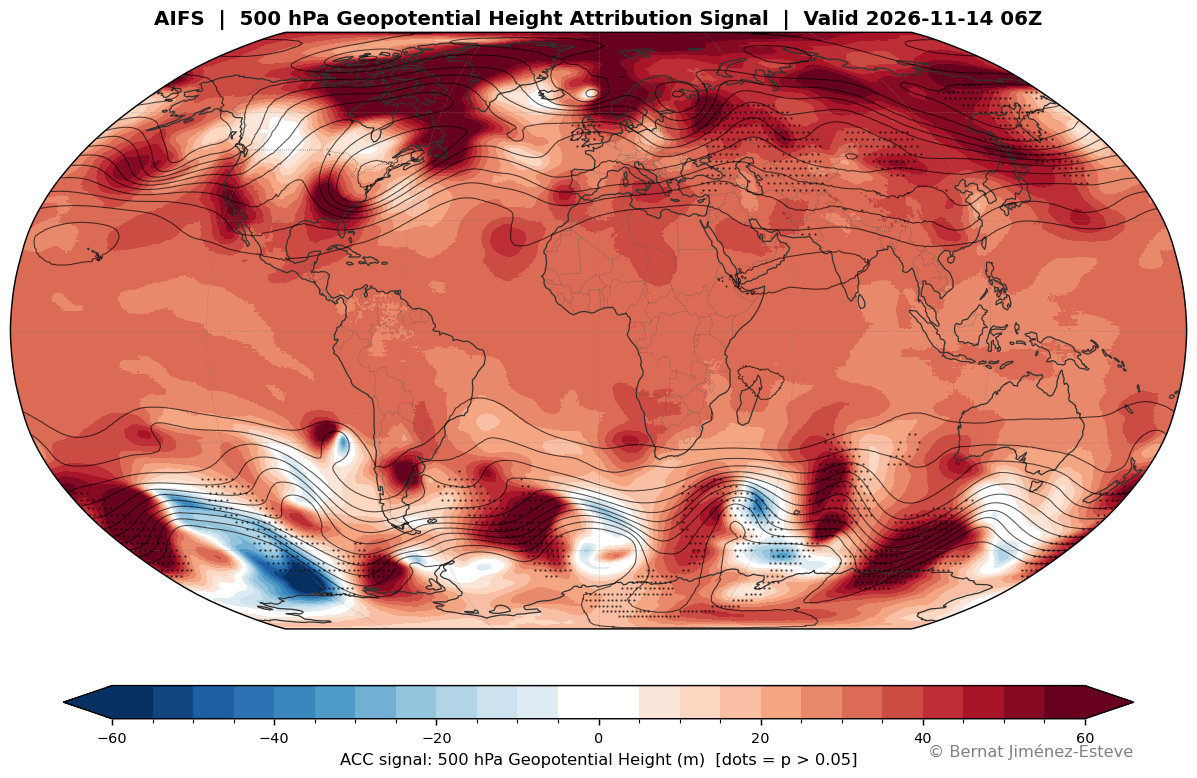 AIFS | 500 hPa Geopotential Height Attribution Signal | Valid 2026-11-14 06Z
−60 −40 −20 0 20 40 60
ACC signal: 500 hPa Geopotential Height (m) [dots = p > 0.05]
© Bernat Jiménez-Esteve